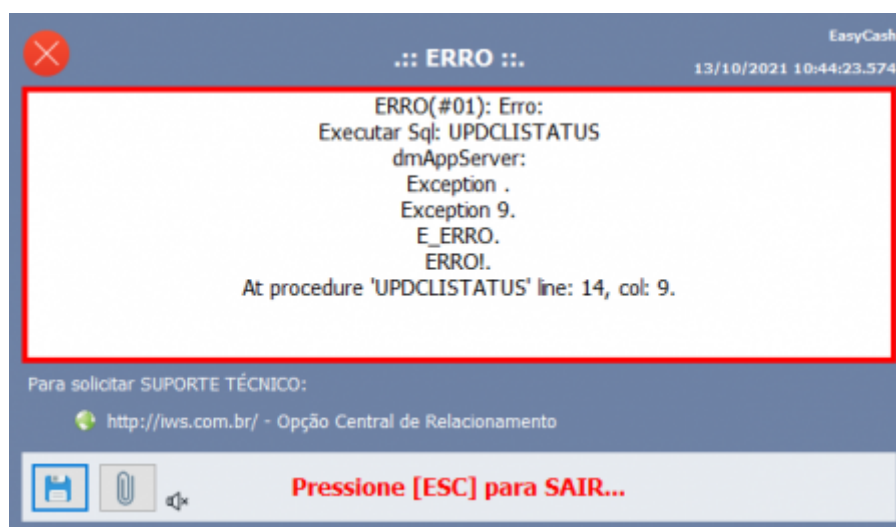 EasyCash
.:: ERRO ::.
13/10/2021 10:44:23.574
ERRO(#01): Erro:
Executar Sql: UPDCLISTATUS
dmAppServer:
Exception .
Exception 9.
E_ERRO.
ERRO!.
At procedure 'UPDCLISTATUS' line: 14, col: 9.
Para solicitar SUPORTE TÉCNICO:
http://iws.com.br/ - Opção Central de Relacionamento
Pressione [ESC] para SAIR...